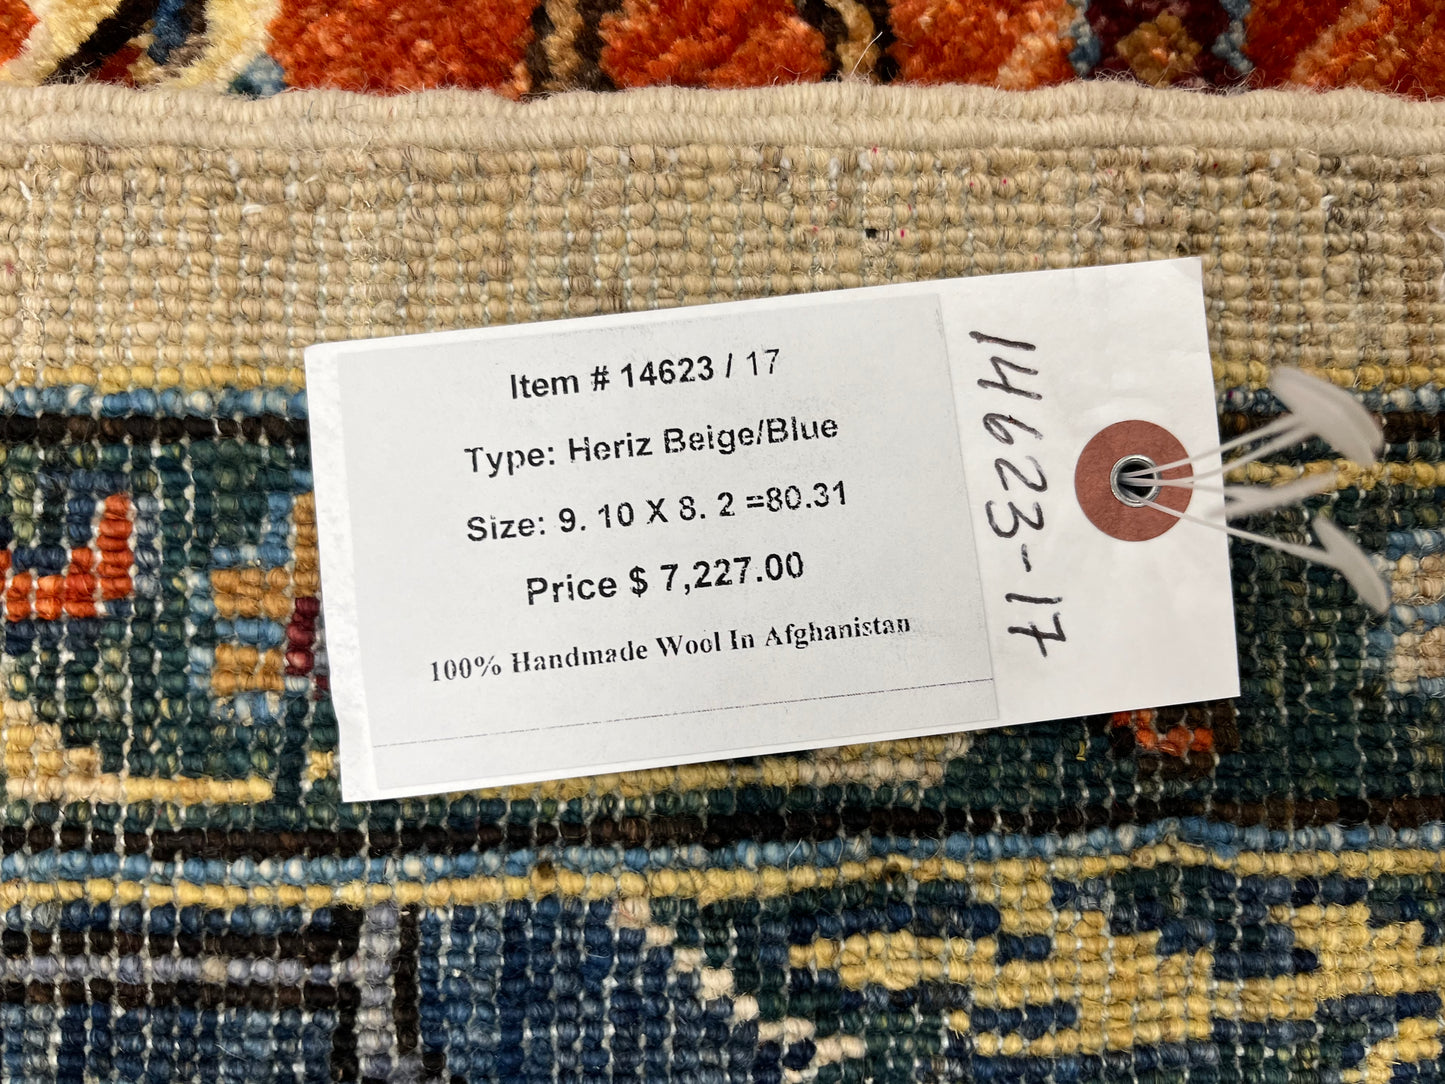 Item # 14623 / 17
Type: Heriz Beige/Blue
Size: 9. 10 X 8. 2 =80.31
Price $ 7,227.00
100% Handmade Wool In Afghanistan
14623-17